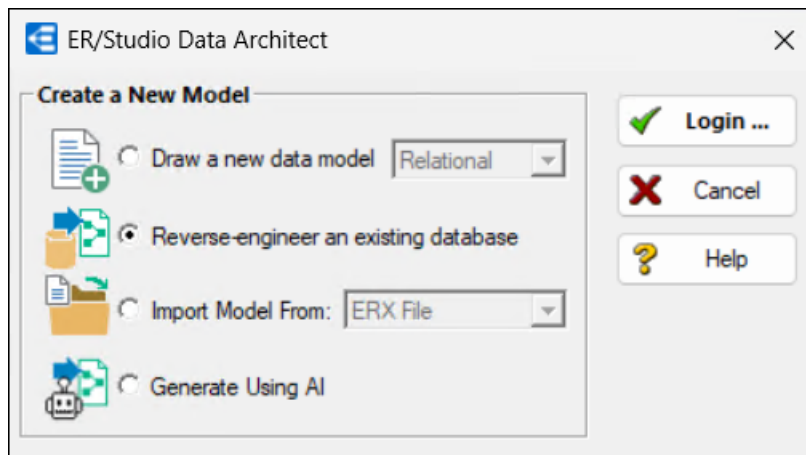 ER/Studio Data Architect
Create a New Model
Draw a new data model Relational
Reverse-engineer an existing database
Import Model From: ERX File
Generate Using AI
Login ...
Cancel
Help